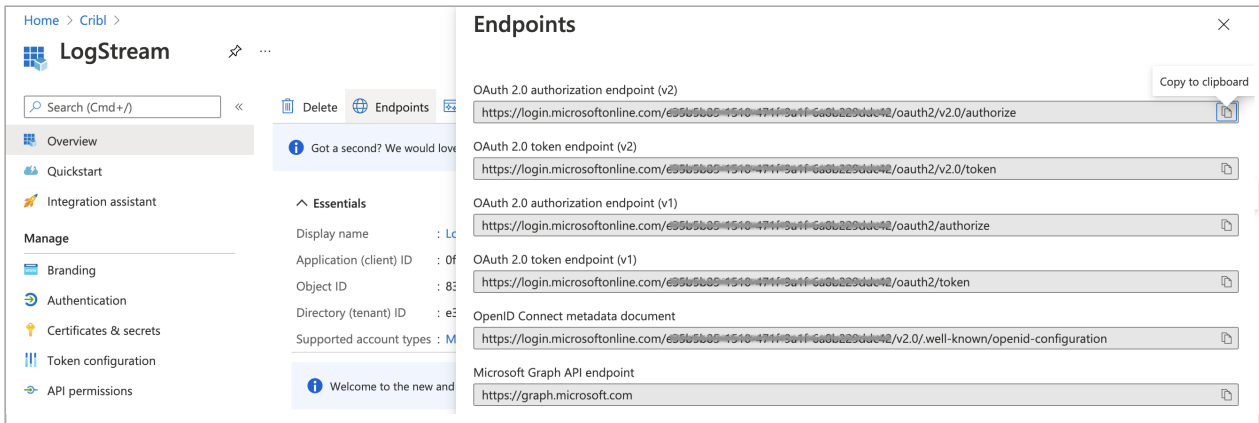 Home > Cribl >
LogStream
Search (Cmd+/)
Overview
Quickstart
Integration assistant
Manage
Branding
Authentication
Certificates & secrets
Token configuration
API permissions
Delete
Endpoints
Got a second? We would love
Essentials
Display name : Lo
Application (client) ID : 0f
Object ID : 83
Directory (tenant) ID : e3
Supported account types : M
Welcome to the new and
Endpoints
Copy to clipboard
OAuth 2.0 authorization endpoint (v2)
https://login.microsoftonline.com/ /oauth2/v2.0/authorize
OAuth 2.0 token endpoint (v2)
https://login.microsoftonline.com/ /oauth2/v2.0/token
OAuth 2.0 authorization endpoint (v1)
https://login.microsoftonline.com/ /oauth2/authorize
OAuth 2.0 token endpoint (v1)
https://login.microsoftonline.com/ /oauth2/token
OpenID Connect metadata document
https://login.microsoftonline.com/ /v2.0/.well-known/openid-configuration
Microsoft Graph API endpoint
https://graph.microsoft.com